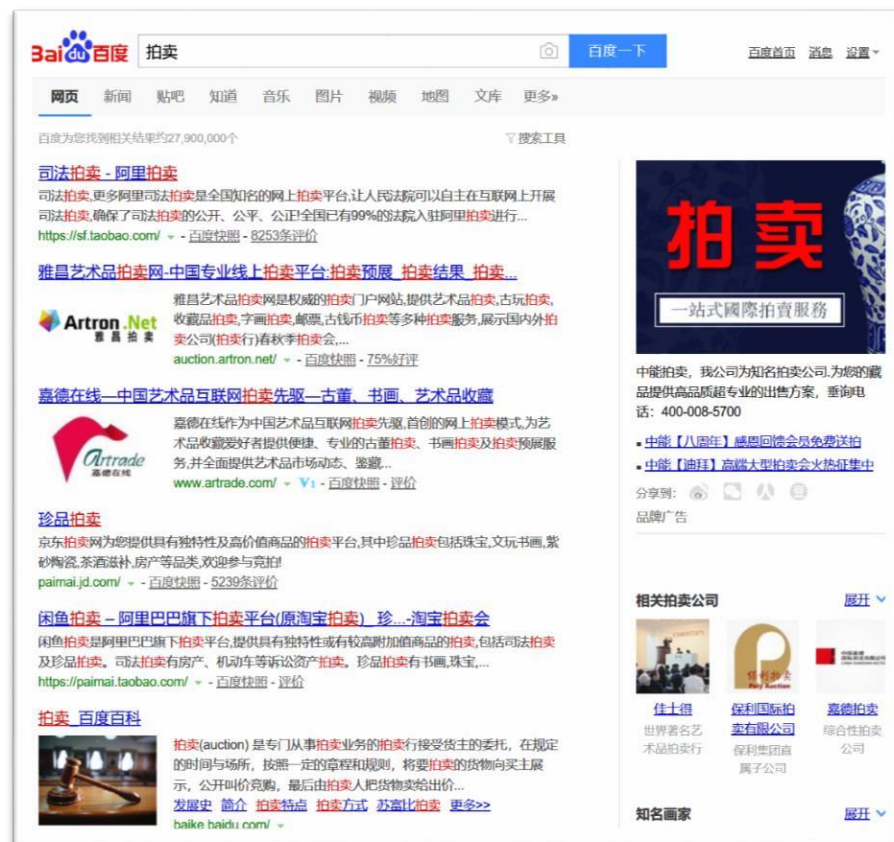 Bai du 百度
拍卖
百度一下
百度首页 消息 设置
网页 新闻 贴吧 知道 音乐 图片 视频 地图 文库 更多»
百度为您找到相关结果约27,900,000个
搜索工具
司法拍卖 - 阿里拍卖
司法拍卖,更多阿里司法拍卖是全国知名的网上拍卖平台,让人民法院可以自主在互联网上开展
司法拍卖,确保了司法拍卖的公开、公平、公正!全国已有99%的法院入驻阿里拍卖进行...
https://sf.taobao.com/ - 百度快照 - 8253条评价
雅昌艺术品拍卖网-中国专业线上拍卖平台:拍卖预展_拍卖结果_拍卖...
Artron.Net
雅昌拍卖
雅昌艺术品拍卖网是权威的拍卖门户网站,提供艺术品拍卖,古玩拍卖,
收藏品拍卖,字画拍卖,邮票,古钱币拍卖等多种拍卖服务,展示国内外拍
卖公司(拍卖行)春秋季拍卖会,...
auction.artron.net/ - 百度快照 - 75%好评
嘉德在线—中国艺术品互联网拍卖先驱—古董、书画、艺术品收藏
Artrade
嘉德在线
嘉德在线作为中国艺术品互联网拍卖先驱,首创的网上拍卖模式,为艺
术品收藏爱好者提供便捷、专业的古董拍卖、书画拍卖及拍卖预展服
务,并全面提供艺术品市场动态、鉴藏...
www.artrade.com/ V1 - 百度快照 - 评价
珍品拍卖
京东拍卖网为您提供具有独特性及高价值商品的拍卖平台,其中珍品拍卖包括珠宝,文玩书画,紫
砂陶瓷,茶酒滋补,房产等品类,欢迎参与竞拍!
paimai.jd.com/ - 百度快照 - 5239条评价
闲鱼拍卖 – 阿里巴巴旗下拍卖平台(原淘宝拍卖)_ 珍...-淘宝拍卖会
闲鱼拍卖是阿里巴巴旗下拍卖平台,提供具有独特性或有较高附加值商品的拍卖,包括司法拍卖
及珍品拍卖。司法拍卖有房产、机动车等诉讼资产拍卖。珍品拍卖有书画,珠宝,...
https://paimai.taobao.com/ - 百度快照 - 评价
拍卖_百度百科
拍卖(auction) 是专门从事拍卖业务的拍卖行接受货主的委托，在规定
的时间与场所，按照一定的章程和规则，将要拍卖的货物向买主展
示，公开叫价竞购，最后由拍卖人把货物卖给出价...
发展史 简介 拍卖特点 拍卖方式 苏富比拍卖 更多>>
baike.baidu.com/
拍卖
一站式國際拍賣服務
中能拍卖，我公司为知名拍卖公司.为您的藏
品提供高品质超专业的出售方案，垂询电
话：400-008-5700
中能【八周年】感恩回馈会员免费送拍
中能【迪拜】高端大型拍卖会火热征集中
分享到:
品牌广告
相关拍卖公司 展开
保利拍卖
Poly Auction
佳士得 保利国际拍 嘉德拍卖
卖有限公司
世界著名艺 综合性拍卖
术品拍卖行 保利集团直 公司
属子公司
知名画家 展开